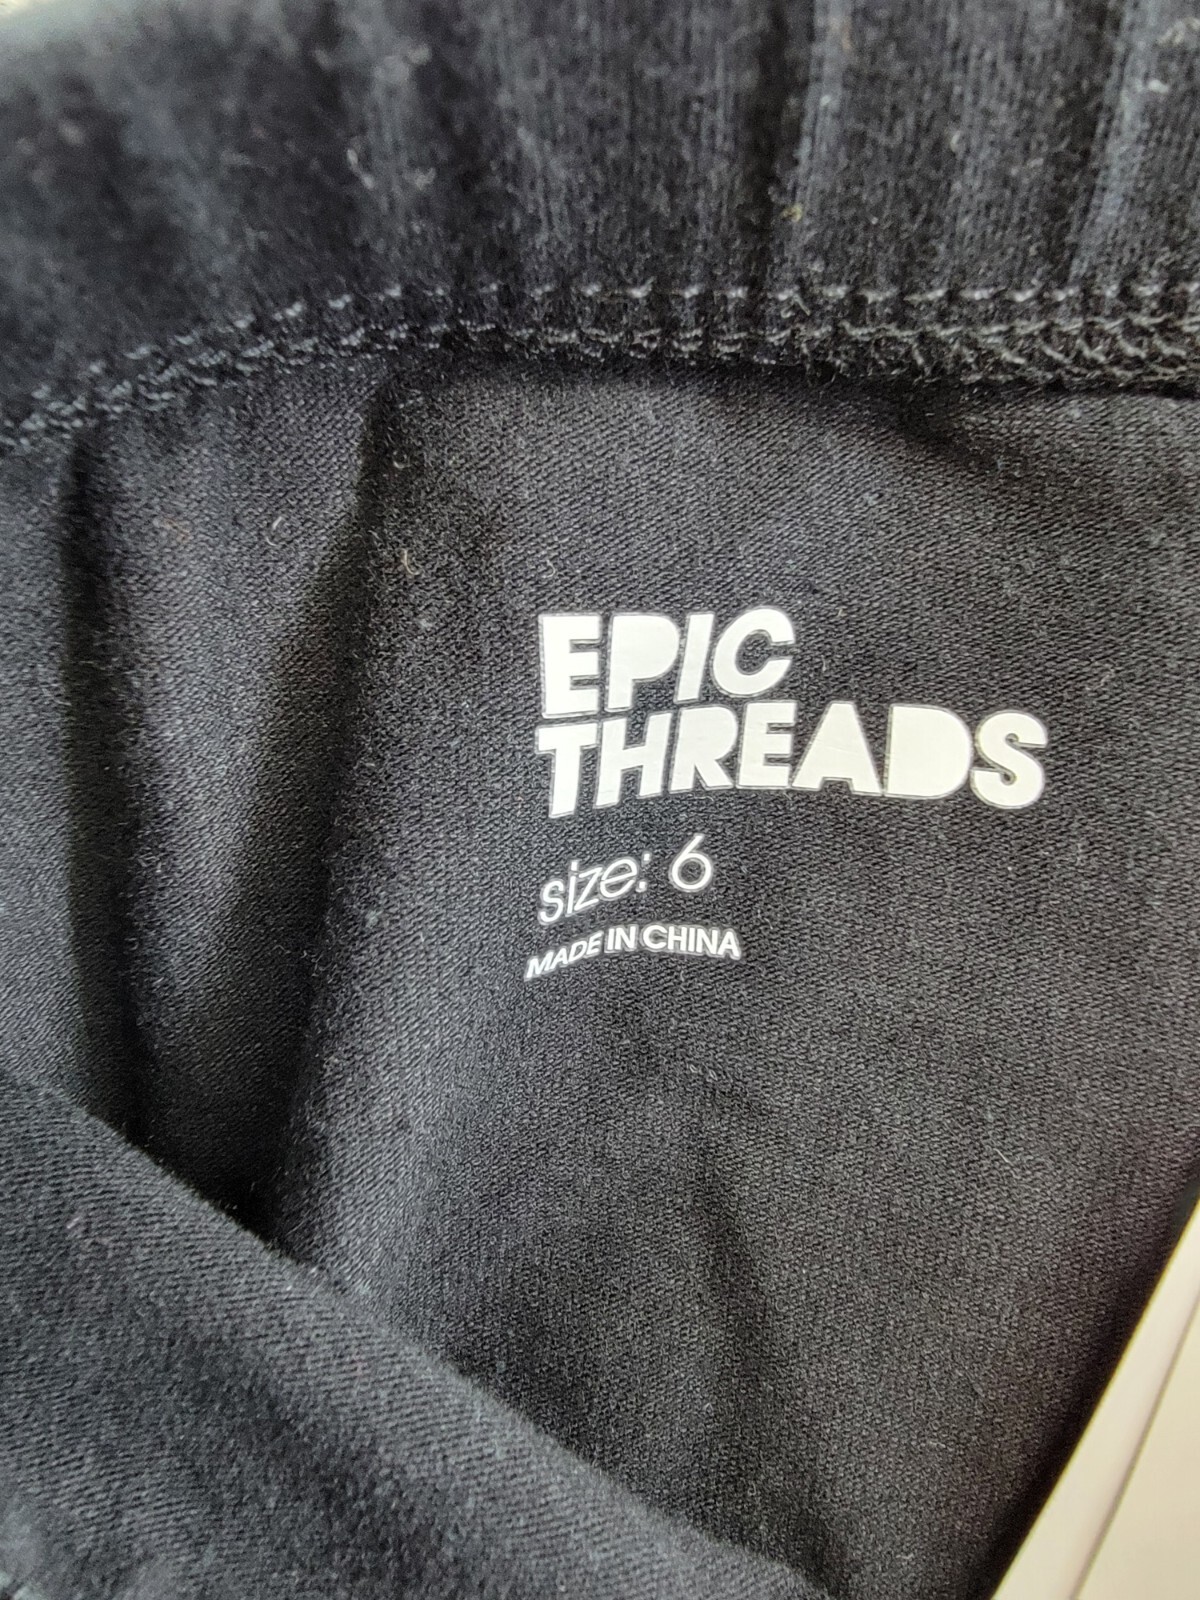 EPIC
THREADS
size: 6
MADE IN CHINA